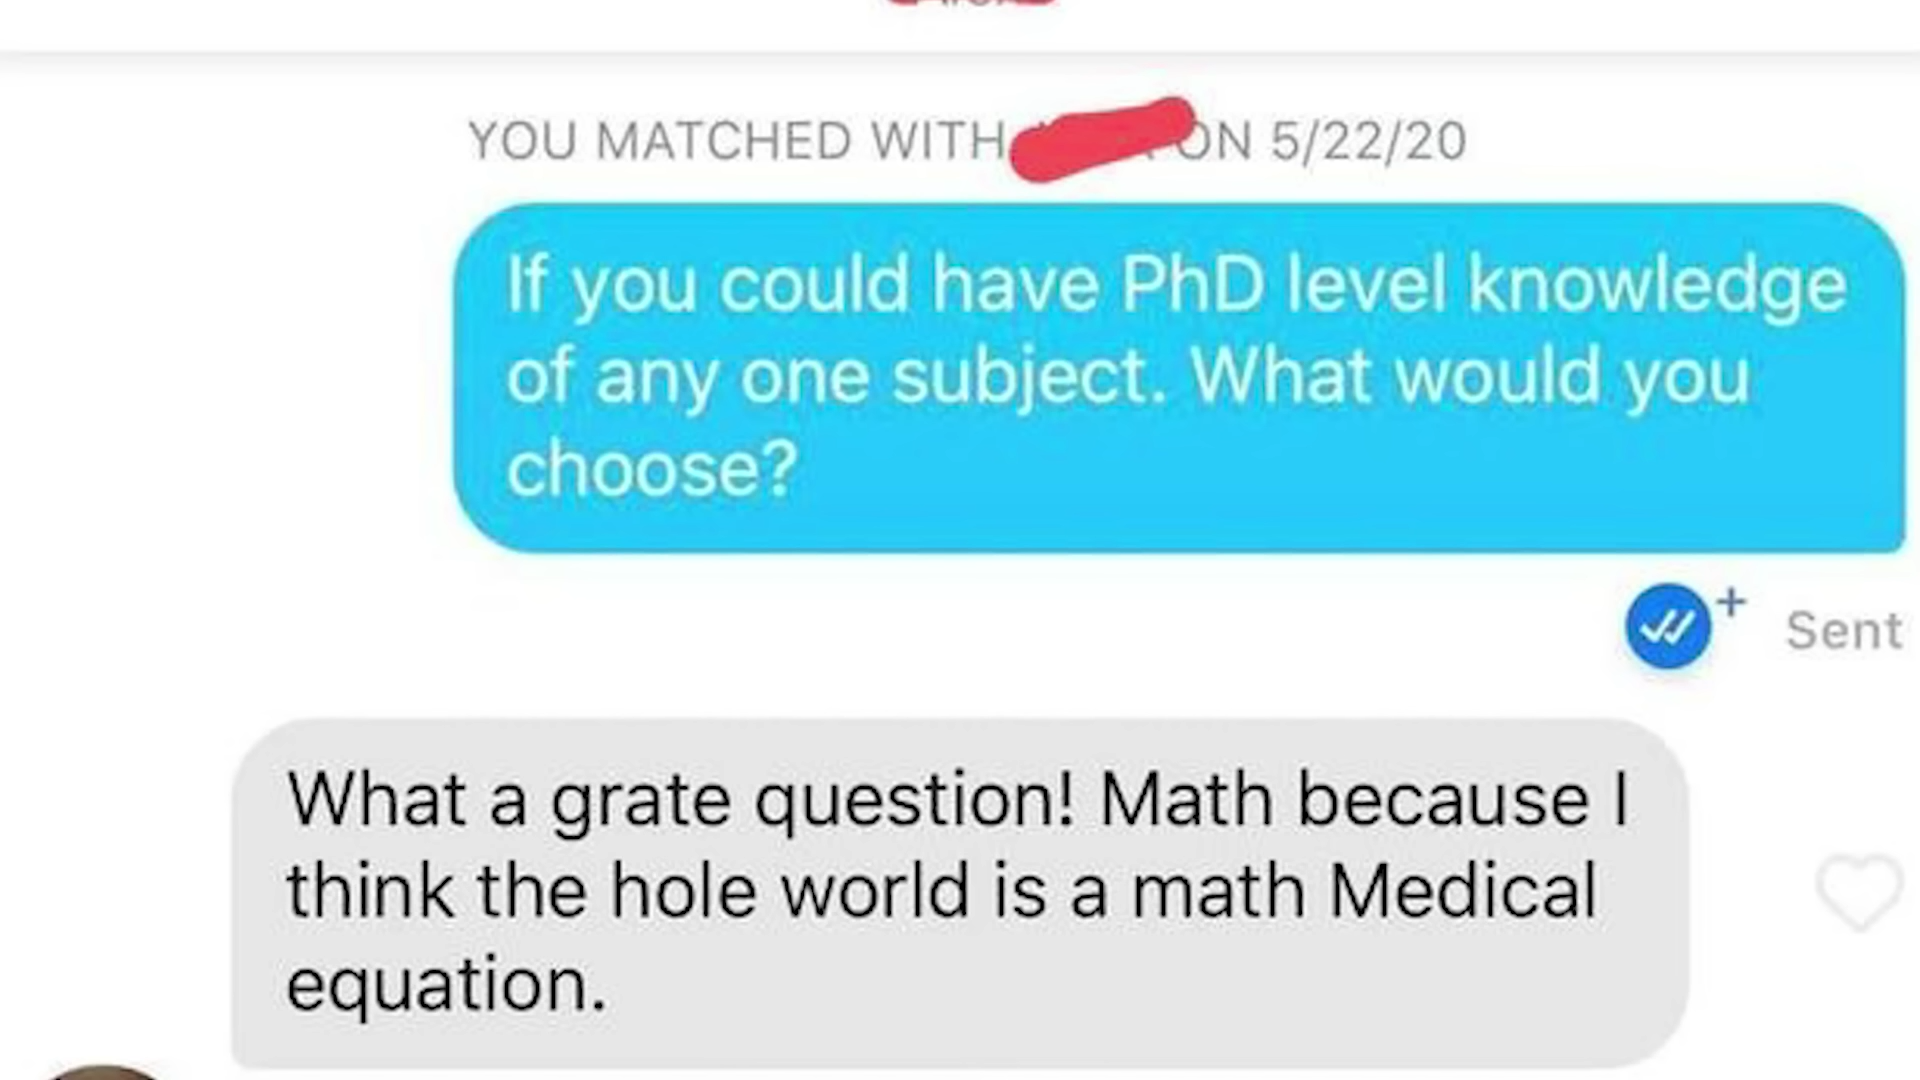 YOU MATCHED WITH ON 5/22/20
If you could have PhD level knowledge
of any one subject. What would you
choose?
Sent
What a grate question! Math because I
think the hole world is a math Medical
equation.